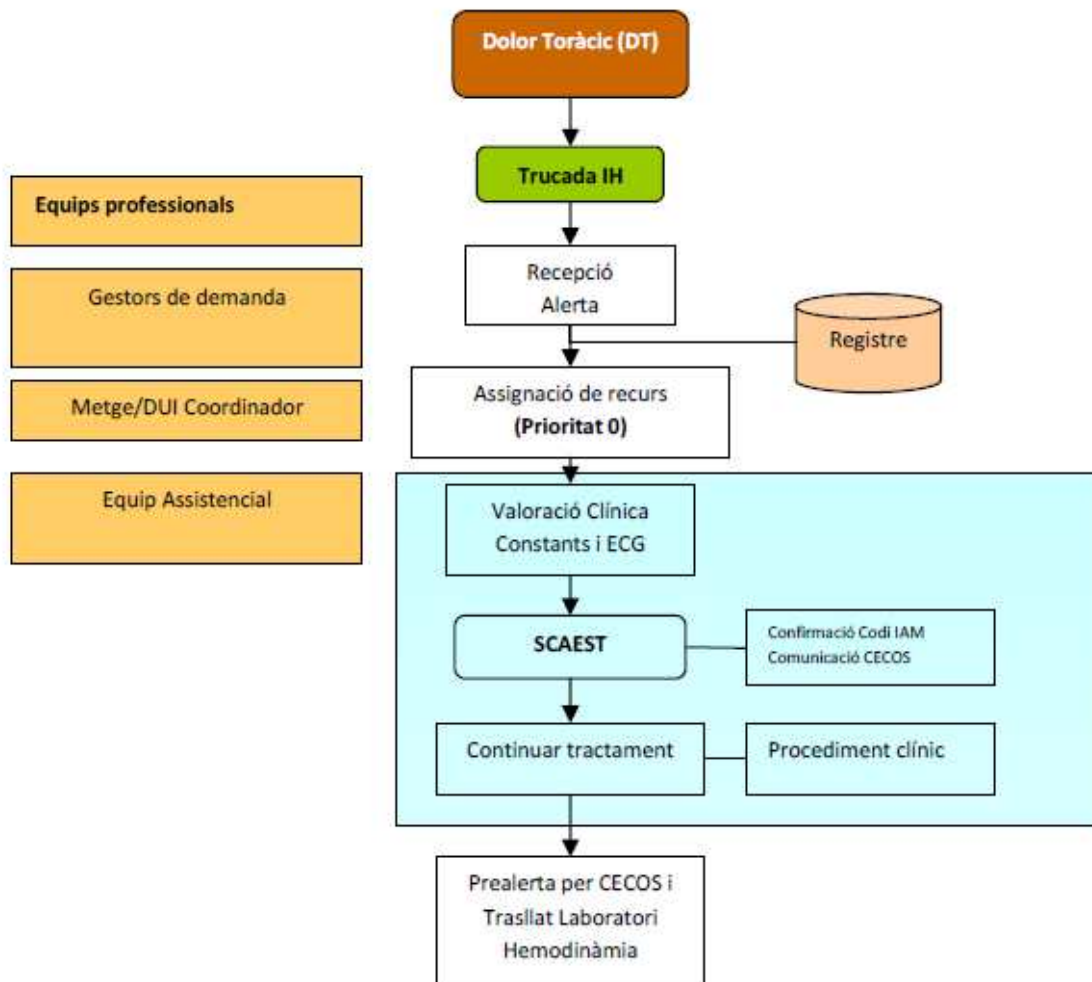 Dolor Toràcic (DT)
Trucada IH
Equips professionals
Recepció
Alerta
Gestors de demanda
Registre
Assignació de recurs
(Prioritat 0)
Metge/DUI Coordinador
Equip Assistencial
Valoració Clínica
Constants i ECG
SCAEST
Confirmació Codi IAM
Comunicació CECOS
Continuar tractament
Procediment clínic
Prealerta per CECOS i
Trasllat Laboratori
Hemodinàmia